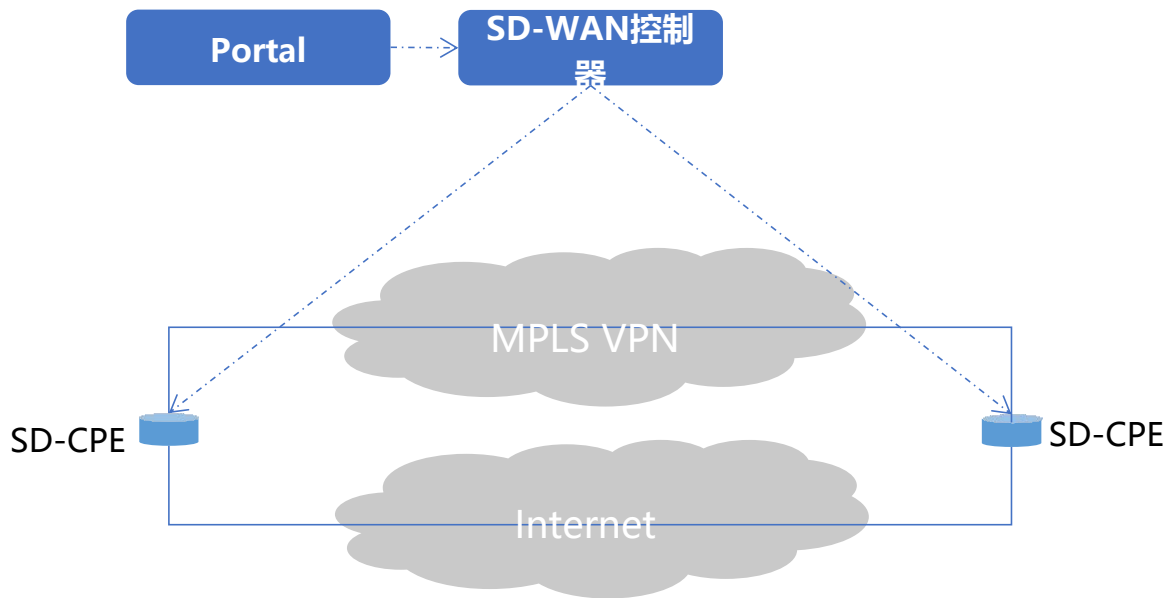 Portal
SD-WAN控制
器
MPLS VPN
SD-CPE
SD-CPE
Internet